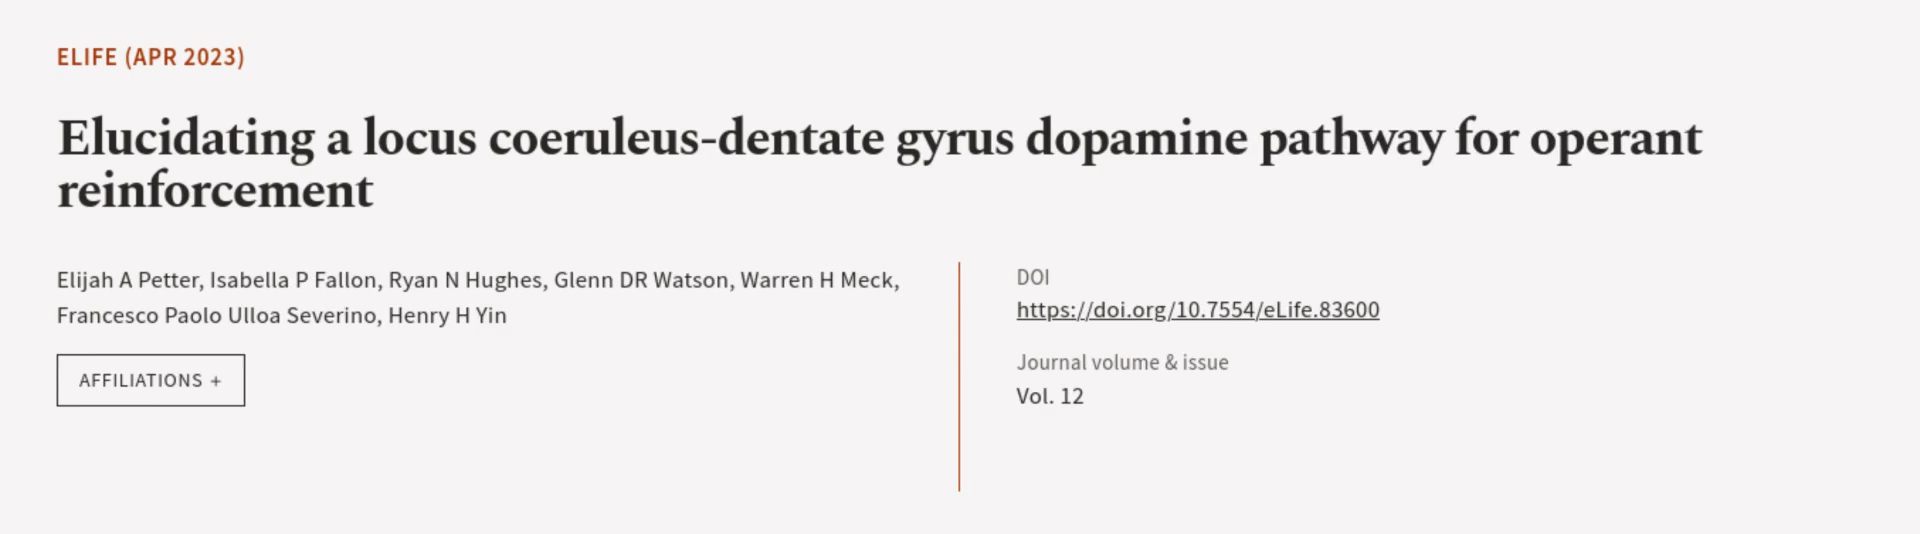 ELIFE (APR 2023)
Elucidating a locus coeruleus-dentate gyrus dopamine pathway for operant
reinforcement
Elijah A Petter, Isabella P Fallon, Ryan N Hughes, Glenn DR Watson, Warren H Meck,
Francesco Paolo Ulloa Severino, Henry H Yin
AFFILIATIONS +
DOI
https://doi.org/10.7554/eLife.83600
Journal volume & issue
Vol. 12